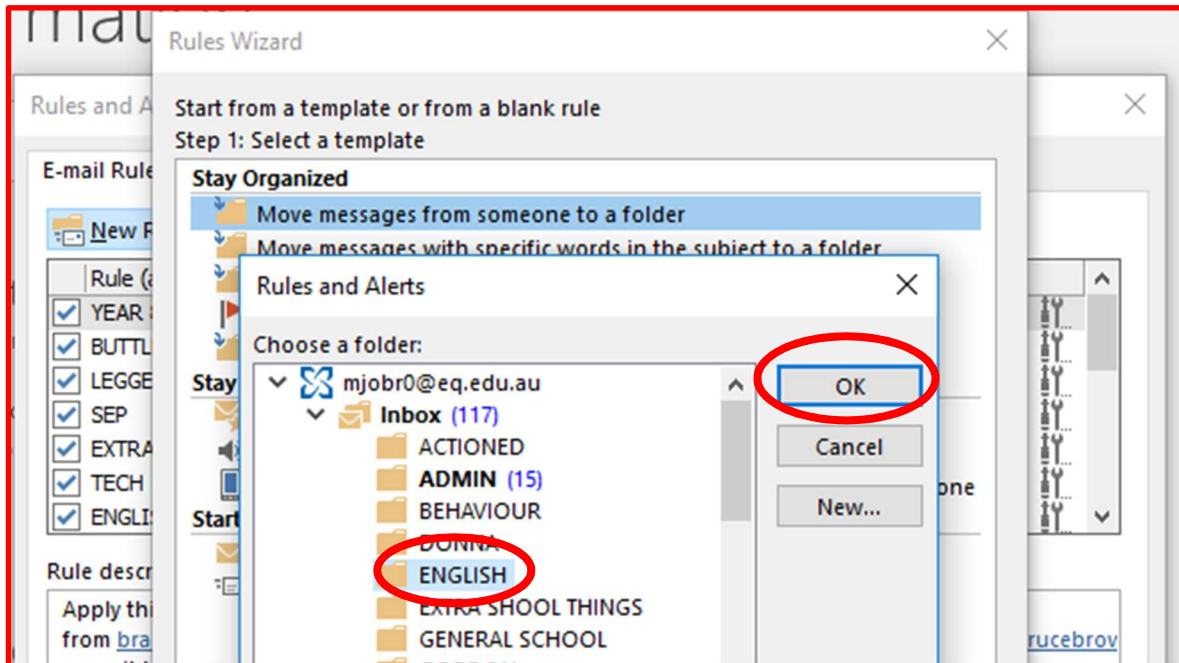 Rules Wizard
Rules and A
Start from a template or from a blank rule
Step 1: Select a template
E-mail Rule
Stay Organized
Move messages from someone to a folder
New R
Move messages with specific words in the subject to a folder
Rule (a
Rules and Alerts
YEAR
BUTTL
Choose a folder:
LEGGE
Stay
mjobr0@eq.edu.au
OK
SEP
Inbox (117)
EXTRA
ACTIONED
Cancel
TECH
ADMIN (15)
one
ENGLI
Start
BEHAVIOUR
New...
DONNA
Rule descr
ENGLISH
Apply thi
EXTRA SHOOL THINGS
from bra
GENERAL SCHOOL
rucebrov